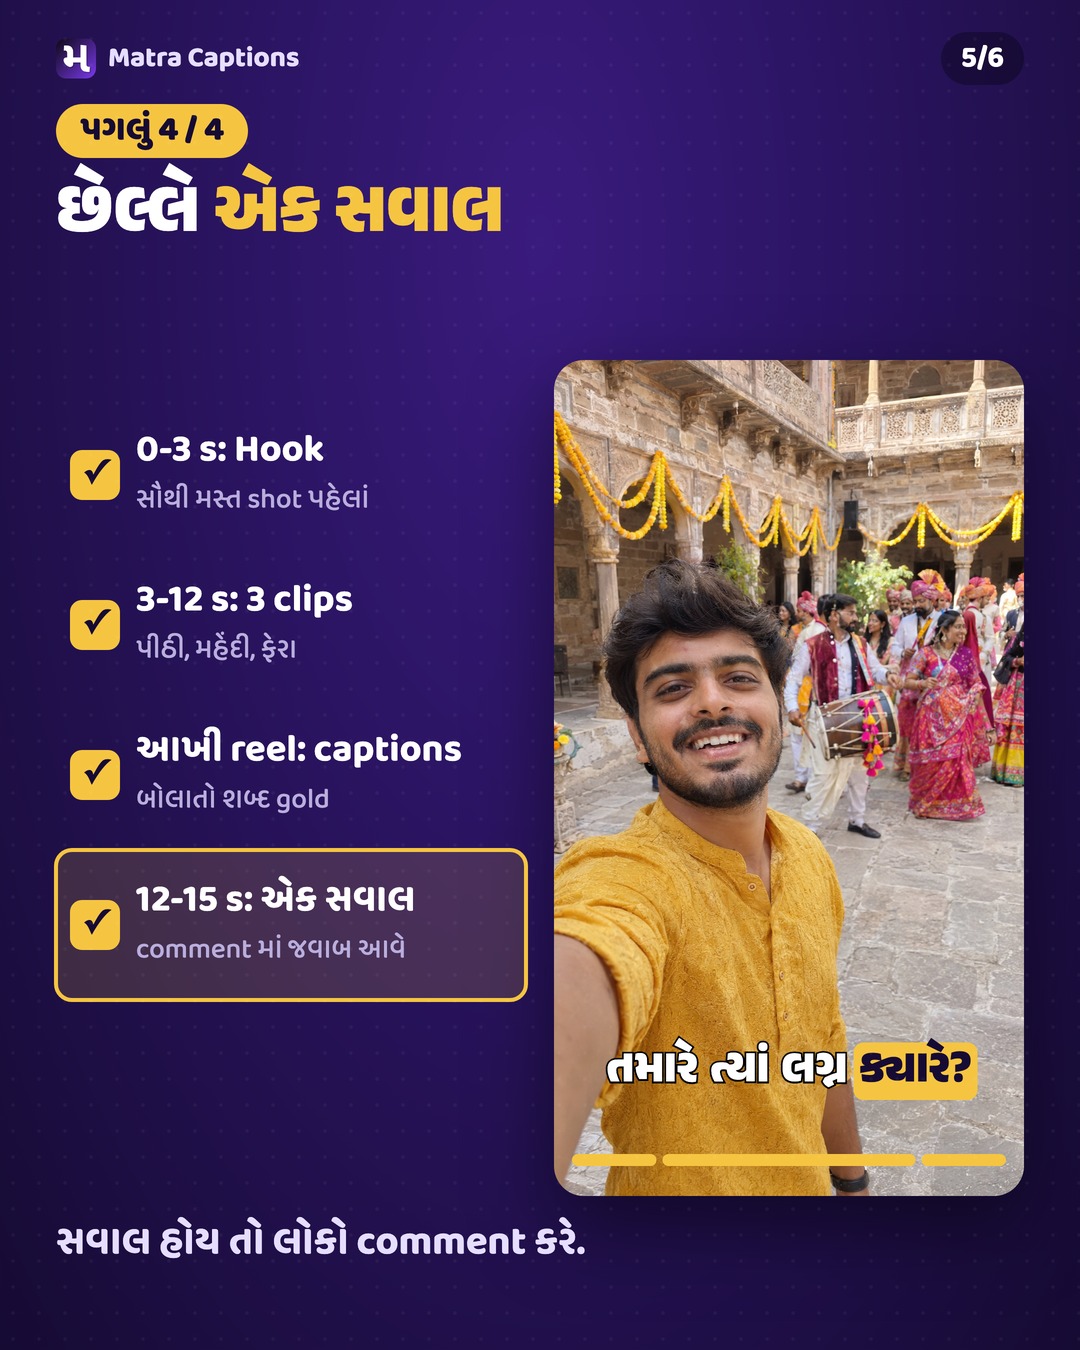 મ Matra Captions
5/6
પગલું 4 / 4
છેલ્લે એક સવાલ
0-3 s: Hook
સૌથી મસ્ત shot પહેલાં
3-12 s: 3 clips
પીઠી, મહેંદી, ફેરા
આખી reel: captions
બોલાતો શબ્દ gold
12-15 s: એક સવાલ
comment માં જવાબ આવે
તમારે ત્યાં લગ્ન ક્યારે?
સવાલ હોય તો લોકો comment કરે.